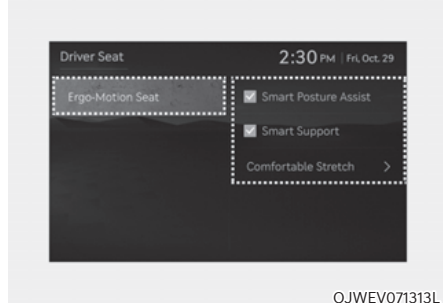 Driver Seat 2:30 PM | Fri, Oct. 29
Ergo-Motion Seat
Smart Posture Assist
Smart Support
Comfortable Stretch >
OJWEV071313L